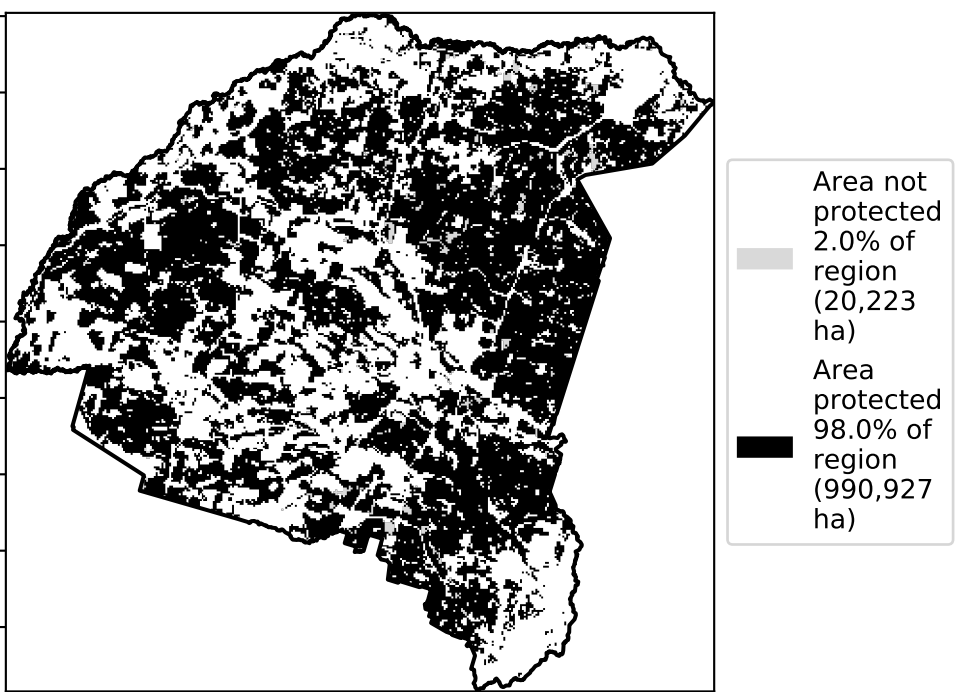 Area not
protected
2.0% of
region
(20,223
ha)
Area
protected
98.0% of
region
(990,927
ha)